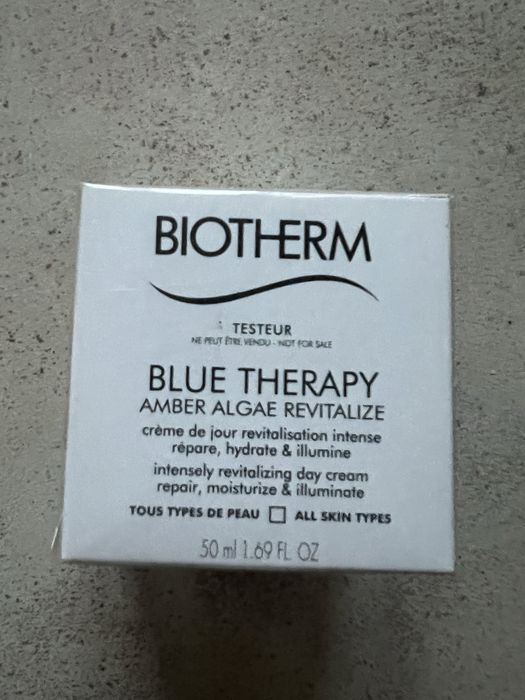 BIOTHERM
TESTEUR
NE PEUT ÊTRE VENDU - NOT FOR SALE
BLUE THERAPY
AMBER ALGAE REVITALIZE
crème de jour revitalisation intense
répare, hydrate & illumine
intensely revitalizing day cream
repair, moisturize & illuminate
TOUS TYPES DE PEAU ALL SKIN TYPES
50 ml 1.69 FL OZ